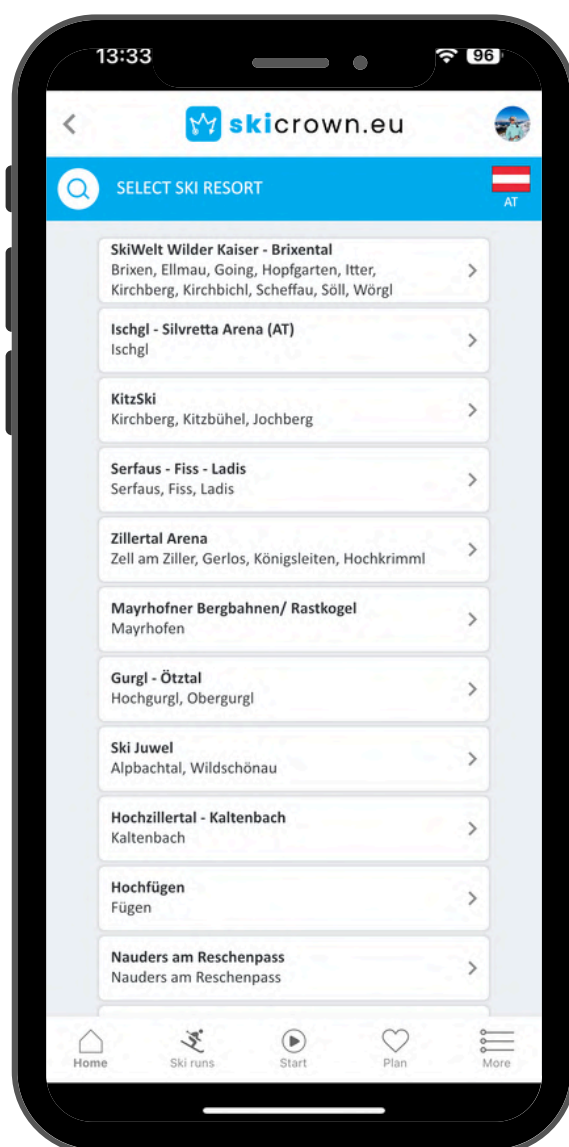 13:33
96
skicrown.eu
SELECT SKI RESORT
AT
SkiWelt Wilder Kaiser - Brixental
Brixen, Ellmau, Going, Hopfgarten, Itter,
Kirchberg, Kirchbichl, Scheffau, Söll, Wörgl
Ischgl - Silvretta Arena (AT)
Ischgl
KitzSki
Kirchberg, Kitzbühel, Jochberg
Serfaus - Fiss - Ladis
Serfaus, Fiss, Ladis
Zillertal Arena
Zell am Ziller, Gerlos, Königsleiten, Hochkrimml
Mayrhofner Bergbahnen/ Rastkogel
Mayrhofen
Gurgl - Ötztal
Hochgurgl, Obergurgl
Ski Juwel
Alpbachtal, Wildschönau
Hochzillertal - Kaltenbach
Kaltenbach
Hochfügen
Fügen
Nauders am Reschenpass
Nauders am Reschenpass
Home
Ski runs
Start
Plan
More